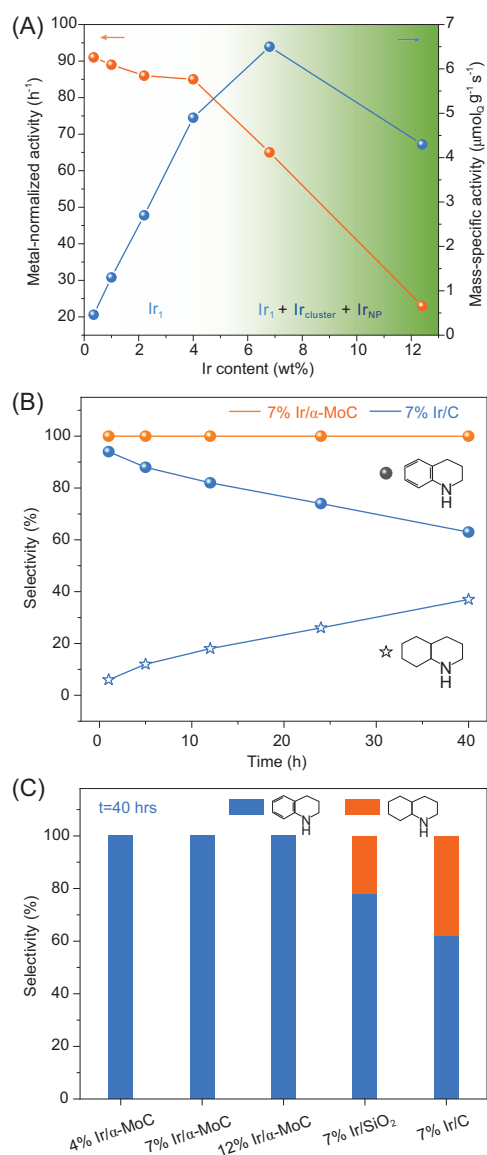 (A)
100
90
80
70
60
50
40
30
20
Metal-normalized activity (h⁻¹)
7
6
5
4
3
2
1
0
Mass-specific activity (μmol_Q g⁻¹ s⁻¹)
Ir₁
Ir₁ + Ir_cluster + Ir_NP
0 2 4 6 8 10 12
Ir content (wt%)
(B)
7% Ir/α-MoC 7% Ir/C
100
80
60
40
20
0
Selectivity (%)
N
H
N
H
0 10 20 30 40
Time (h)
(C)
t=40 hrs
N
H
N
H
100
80
60
40
20
0
Selectivity (%)
4% Ir/α-MoC 7% Ir/α-MoC 12% Ir/α-MoC 7% Ir/SiO₂ 7% Ir/C